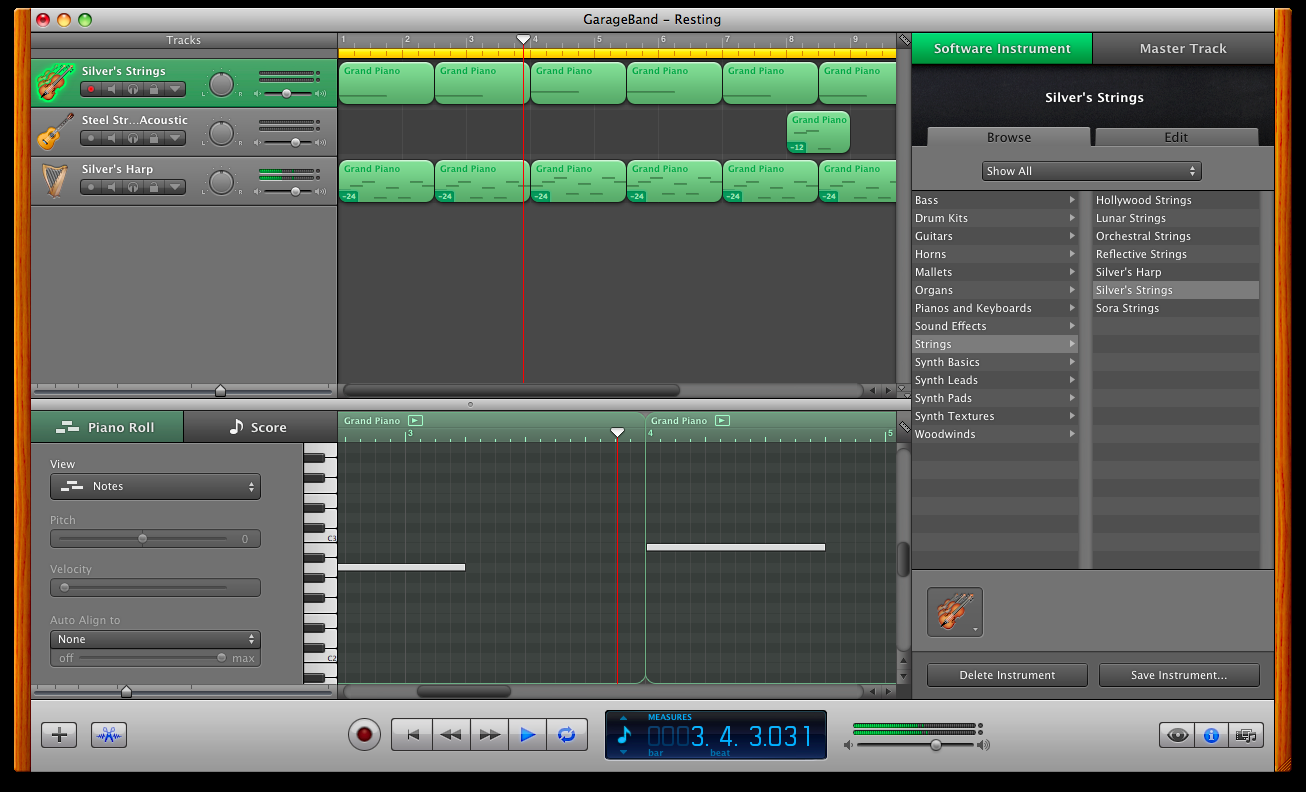 GarageBand – Resting
Tracks
1 2 3 4 5 6 7 8 9
Silver's Strings
L R
Grand Piano Grand Piano Grand Piano Grand Piano Grand Piano Grand Piano
Steel Str...Acoustic
L R
Grand Piano
-12
Silver's Harp
L R
Grand Piano Grand Piano Grand Piano Grand Piano Grand Piano Grand Piano
-24 -24 -24 -24 -24 -24
Software Instrument Master Track
Silver's Strings
Browse Edit
Show All
Bass
Drum Kits
Guitars
Horns
Mallets
Organs
Pianos and Keyboards
Sound Effects
Strings
Synth Basics
Synth Leads
Synth Pads
Synth Textures
Woodwinds
Hollywood Strings
Lunar Strings
Orchestral Strings
Reflective Strings
Silver's Harp
Silver's Strings
Sora Strings
Delete Instrument Save Instrument...
Piano Roll Score
Grand Piano Grand Piano
3 4 5
View
Notes
Pitch
0
Velocity
Auto Align to
None
off max
C3
C2
MEASURES
0003. 4. 3.031
bar beat